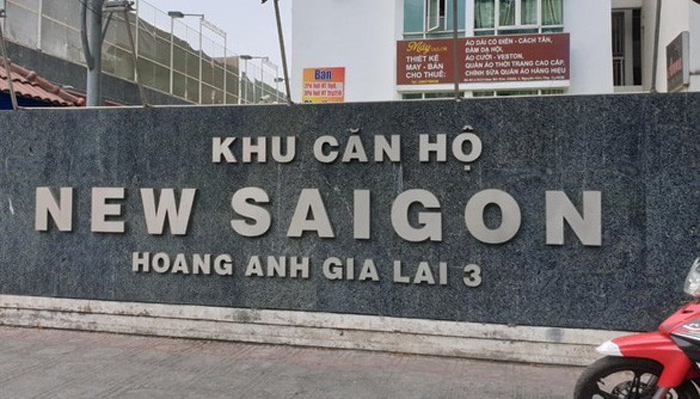 May
THIẾT KẾ
MAY - BÁN
CHO THUÊ:
ÁO DÀI CỔ ĐIỂN - CÁCH TÂN,
ĐẦM DẠ HỘI,
ÁO CƯỚI - VESTON,
QUẦN ÁO THỜI TRANG CAO CẤP,
CHỈNH SỬA QUẦN ÁO HÀNG HIỆU
Bán
KHU CĂN HỘ
NEW SAIGON
HOANG ANH GIA LAI 3